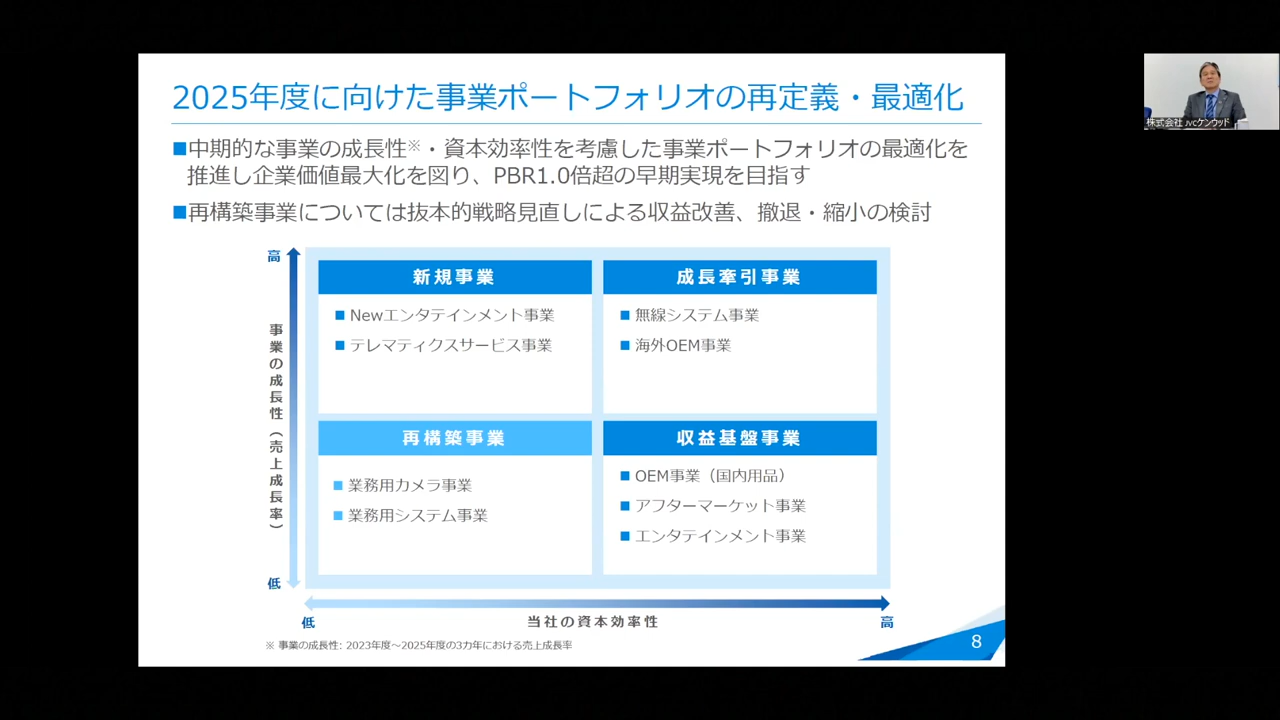 2025年度に向けた事業ポートフォリオの再定義・最適化
■中期的な事業の成長性※・資本効率性を考慮した事業ポートフォリオの最適化を
推進し企業価値最大化を図り、PBR1.0倍超の早期実現を目指す
■再構築事業については抜本的戦略見直しによる収益改善、撤退・縮小の検討
高
事業の成長性（売上成長率）
低
新規事業
■ Newエンタテインメント事業
■ テレマティクスサービス事業
成長牽引事業
■ 無線システム事業
■ 海外OEM事業
再構築事業
■ 業務用カメラ事業
■ 業務用システム事業
収益基盤事業
■ OEM事業（国内用品）
■ アフターマーケット事業
■ エンタテインメント事業
低
当社の資本効率性
高
※ 事業の成長性: 2023年度～2025年度の3カ年における売上成長率
8
株式会社 JVCケンウッド